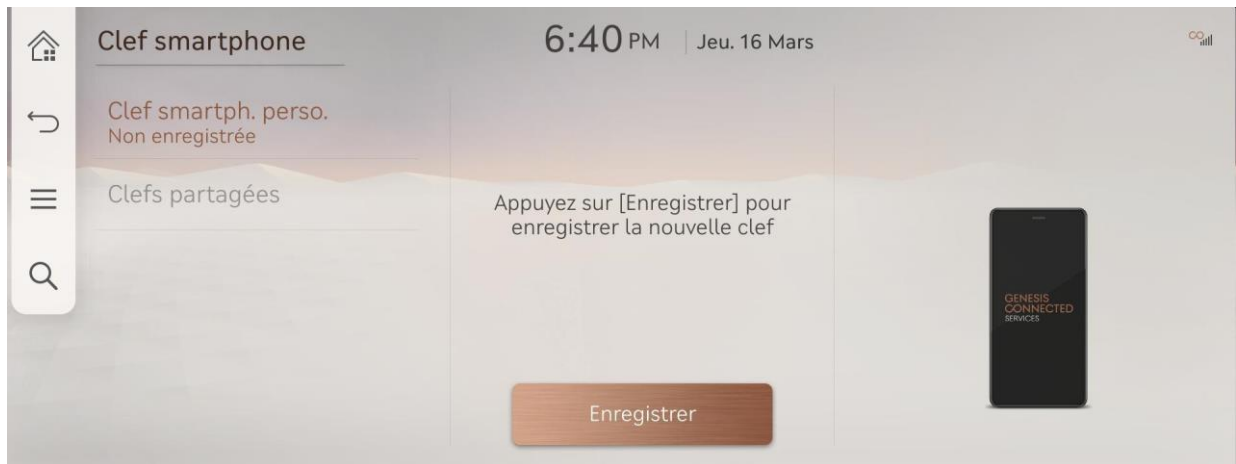 Clef smartphone
6:40 PM
Jeu. 16 Mars
Clef smartph. perso.
Non enregistrée
Clefs partagées
Appuyez sur [Enregistrer] pour
enregistrer la nouvelle clef
Enregistrer
GENESIS
CONNECTED
SERVICES